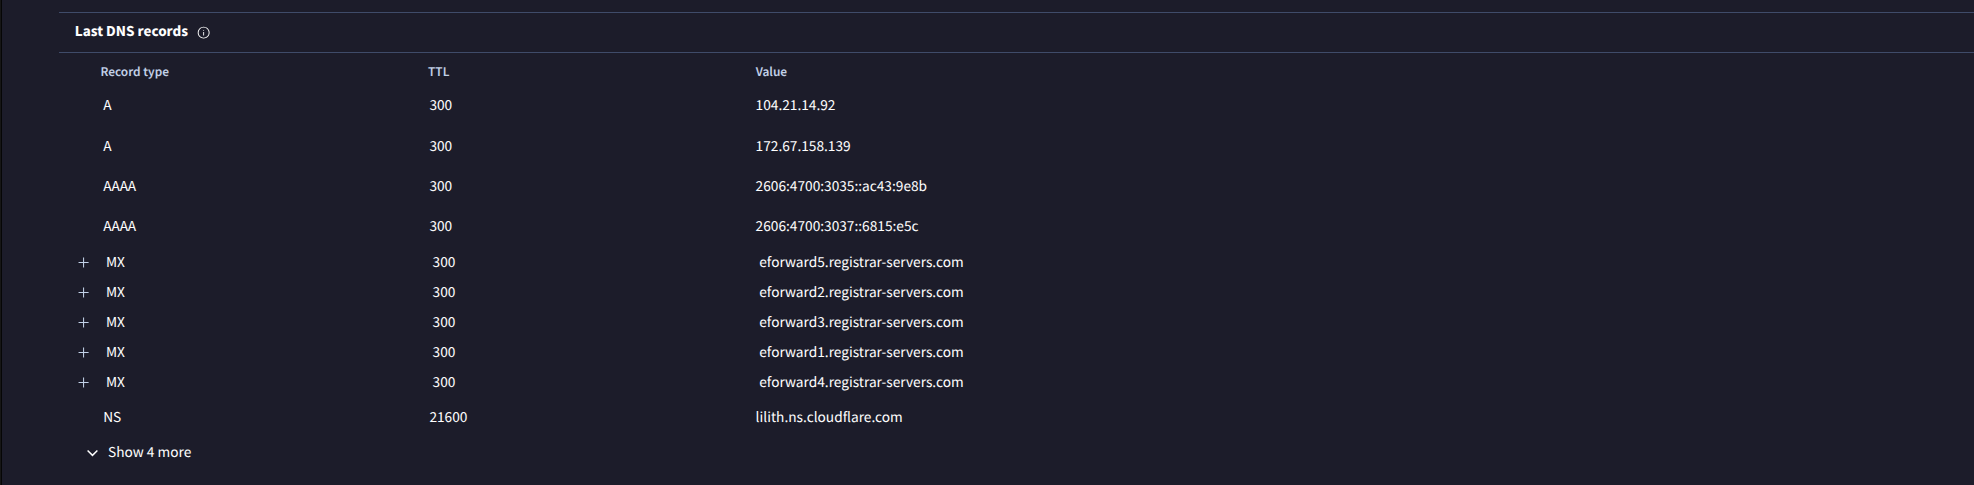 Last DNS records
Record type TTL Value
A 300 104.21.14.92
A 300 172.67.158.139
AAAA 300 2606:4700:3035::ac43:9e8b
AAAA 300 2606:4700:3037::6815:e5c
MX 300 eforward5.registrar-servers.com
MX 300 eforward2.registrar-servers.com
MX 300 eforward3.registrar-servers.com
MX 300 eforward1.registrar-servers.com
MX 300 eforward4.registrar-servers.com
NS 21600 lilith.ns.cloudflare.com
Show 4 more